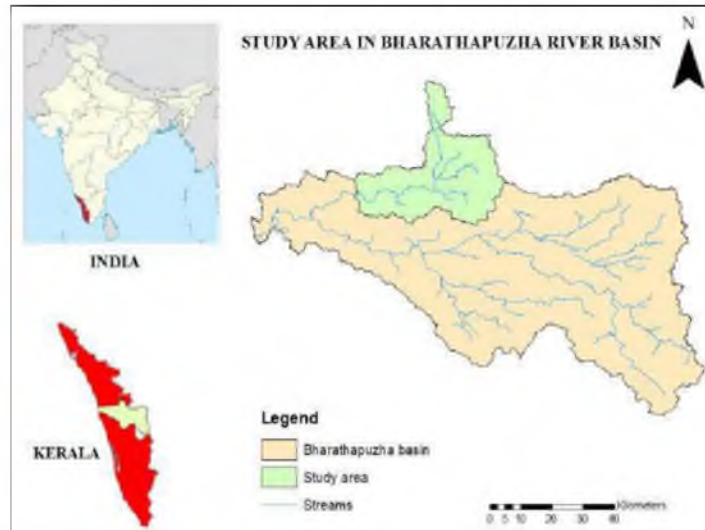 STUDY AREA IN BHARATHAPUZHA RIVER BASIN
N
INDIA
KERALA
Legend
Bharathapuzha basin
Study area
Streams
Kilometers
0 5 10 20 30 40